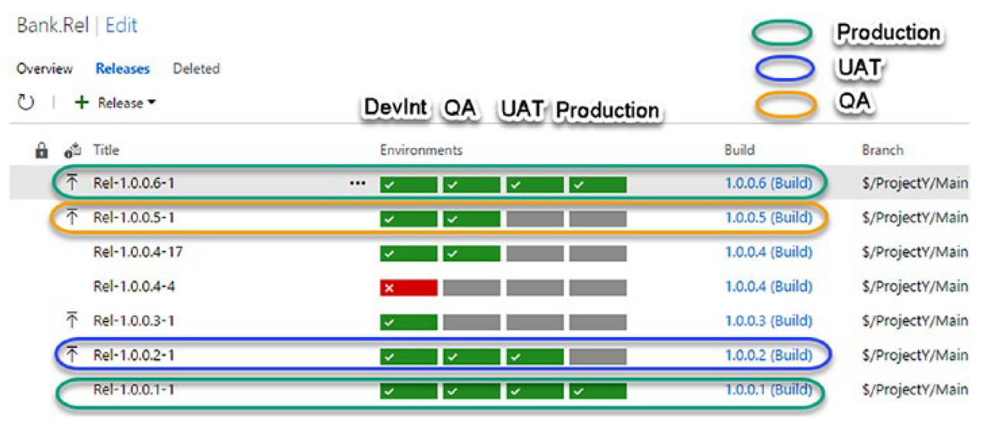 Bank.Rel | Edit
Production
UAT
QA
Overview Releases Deleted
+ Release
DevInt QA UAT Production
Title Environments Build Branch
Rel-1.0.0.6-1 ••• 1.0.0.6 (Build) $/ProjectY/Main
Rel-1.0.0.5-1 1.0.0.5 (Build) $/ProjectY/Main
Rel-1.0.0.4-17 1.0.0.4 (Build) $/ProjectY/Main
Rel-1.0.0.4-4 1.0.0.4 (Build) $/ProjectY/Main
Rel-1.0.0.3-1 1.0.0.3 (Build) $/ProjectY/Main
Rel-1.0.0.2-1 1.0.0.2 (Build) $/ProjectY/Main
Rel-1.0.0.1-1 1.0.0.1 (Build) $/ProjectY/Main